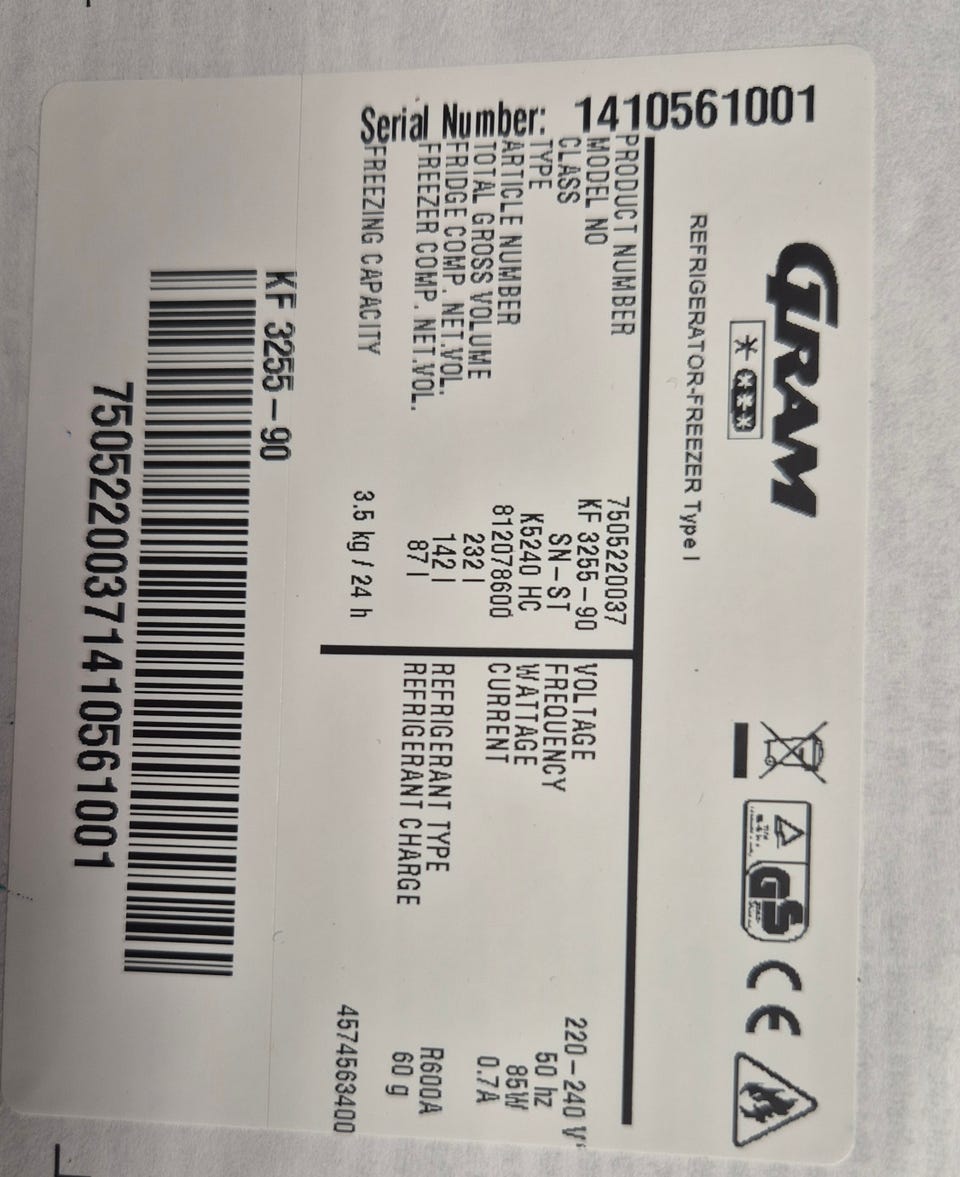 Serial Number: 1410561001
GRAM
REFRIGERATOR-FREEZER Type I
PRODUCT NUMBER 7505220037
MODEL NO KF 3255-90
CLASS SN-ST
TYPE K5240 HC
ARTICLE NUMBER 812078600
TOTAL GROSS VOLUME 232 l
FRIDGE COMP. NET.VOL. 142 l
FREEZER COMP. NET.VOL. 87 l
FREEZING CAPACITY 3.5 kg / 24 h
VOLTAGE 220-240 V
FREQUENCY 50 hz
WATTAGE 85W
CURRENT 0.7A
REFRIGERANT TYPE R600A
REFRIGERANT CHARGE 60 g
4574563400
GS
CE
KF 3255-90
75052200371410561001